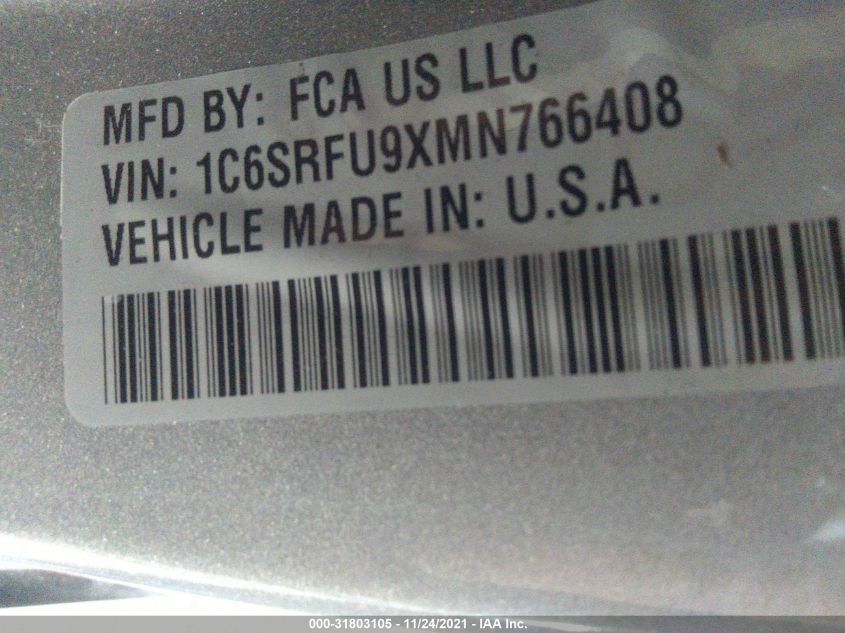 MFD BY: FCA US LLC
VIN: 1C6SRFU9XMN766408
VEHICLE MADE IN: U.S.A.
000-31803105 - 11/24/2021 - IAA Inc.